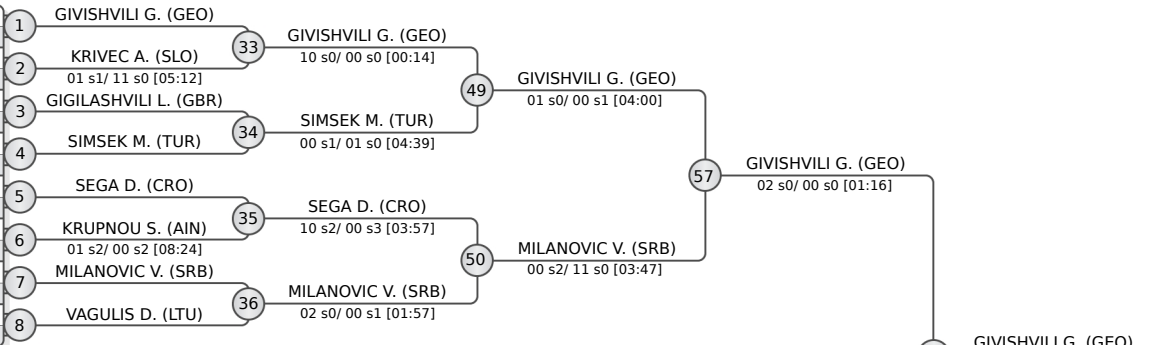 1
GIVISHVILI G. (GEO)
2
KRIVEC A. (SLO)
01 s1/ 11 s0 [05:12]
3
GIGILASHVILI L. (GBR)
4
SIMSEK M. (TUR)
5
SEGA D. (CRO)
6
KRUPNOU S. (AIN)
01 s2/ 00 s2 [08:24]
7
MILANOVIC V. (SRB)
8
VAGULIS D. (LTU)
33
GIVISHVILI G. (GEO)
10 s0/ 00 s0 [00:14]
34
SIMSEK M. (TUR)
00 s1/ 01 s0 [04:39]
35
SEGA D. (CRO)
10 s2/ 00 s3 [03:57]
36
MILANOVIC V. (SRB)
02 s0/ 00 s1 [01:57]
49
GIVISHVILI G. (GEO)
01 s0/ 00 s1 [04:00]
50
MILANOVIC V. (SRB)
00 s2/ 11 s0 [03:47]
57
GIVISHVILI G. (GEO)
02 s0/ 00 s0 [01:16]
GIVISHVILI G. (GEO)